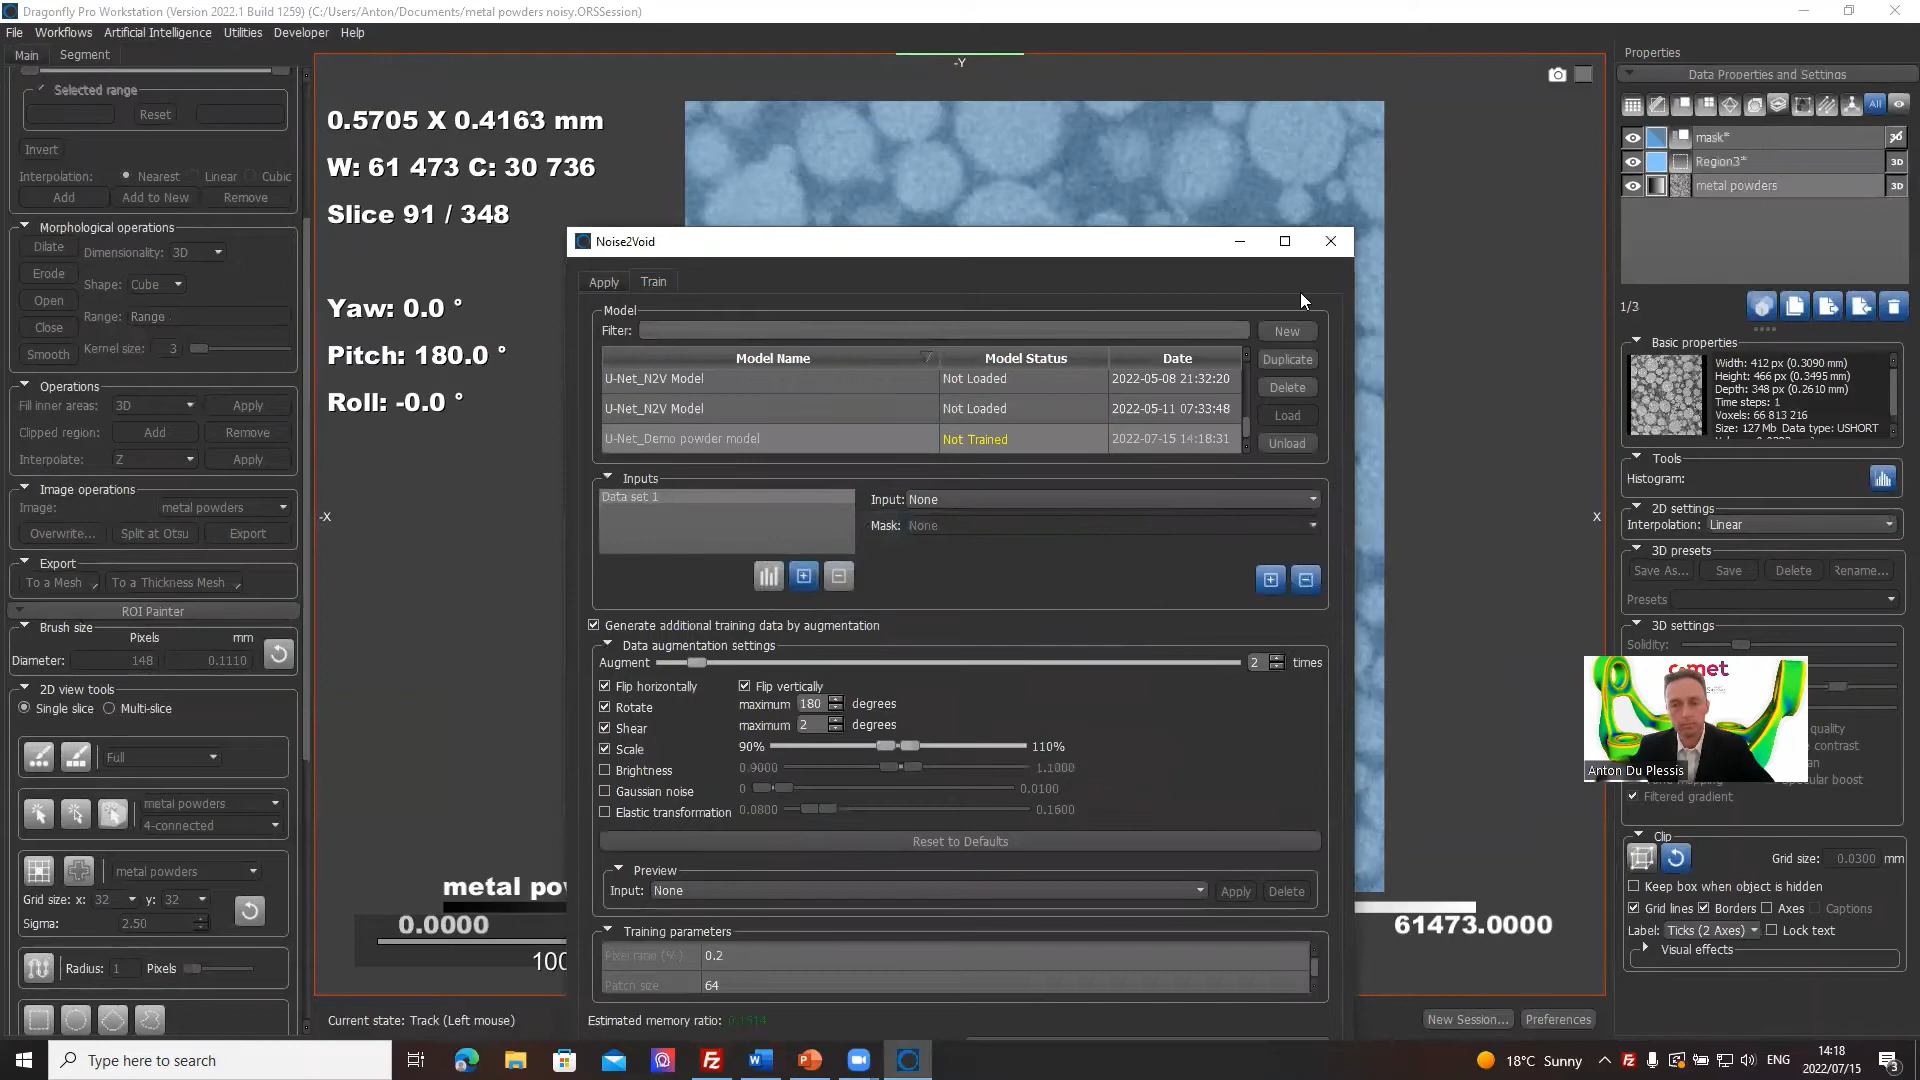 Dragonfly Pro Workstation (Version 2022.1 Build 1259) (C:/Users/Anton/Documents/metal powders noisy.ORSSession)
File Workflows Artificial Intelligence Utilities Developer Help
Main Segment
Selected range
Reset
Invert
Interpolation: Nearest Linear Cubic
Add Add to New Remove
Morphological operations
Dilate Dimensionality: 3D
Erode Shape: Cube
Open Range: Range
Close Kernel size: 3
Smooth
Operations
Fill inner areas: 3D Apply
Clipped region: Add Remove
Interpolate: Z Apply
Image operations
Image: metal powders
Overwrite... Split at Otsu Export
Export
To a Mesh To a Thickness Mesh
ROI Painter
Brush size
Pixels mm
Diameter: 148 0.1110
2D view tools
Single slice Multi-slice
Full
metal powders
4-connected
metal powders
Grid size: x: 32 y: 32
Sigma: 2.50
Radius: 1 Pixels
-Y
0.5705 X 0.4163 mm
W: 61 473 C: 30 736
Slice 91 / 348
Yaw: 0.0 °
Pitch: 180.0 °
Roll: -0.0 °
-X
X
metal po
0.0000
100
61473.0000
Current state: Track (Left mouse)
New Session... Preferences
Noise2Void
Apply Train
Model
Filter: New
Model Name Model Status Date
Duplicate
U-Net_N2V Model Not Loaded 2022-05-08 21:32:20
Delete
U-Net_N2V Model Not Loaded 2022-05-11 07:33:48
Load
U-Net_Demo powder model Not Trained 2022-07-15 14:18:31
Unload
Inputs
Data set 1
Input: None
Mask: None
Generate additional training data by augmentation
Data augmentation settings
Augment 2 times
Flip horizontally Flip vertically
Rotate maximum 180 degrees
Shear maximum 2 degrees
Scale 90% 110%
Brightness 0.9000 1.1000
Gaussian noise 0 0.0100
Elastic transformation 0.0800 0.1600
Reset to Defaults
Preview
Input: None Apply Delete
Training parameters
Pixel ratio (%) 0.2
Patch size 64
Estimated memory ratio: 0.1514
Properties
Data Properties and Settings
All
mask*
Region3* 3D
metal powders 3D
1/3
Basic properties
Width: 412 px (0.3090 mm)
Height: 466 px (0.3495 mm)
Depth: 348 px (0.2610 mm)
Time steps: 1
Voxels: 66 813 216
Size: 127 Mb Data type: USHORT
Tools
Histogram:
2D settings
Interpolation: Linear
3D presets
Save As... Save Delete Rename...
Presets
3D settings
Solidity:
c met
Anton Du Plessis
quality
contrast
mapping
specular boost
Filtered gradient
Clip
Grid size: 0.0300 mm
Keep box when object is hidden
Grid lines Borders Axes Captions
Label: Ticks (2 Axes) Lock text
Visual effects
Type here to search
18°C Sunny
ENG
14:18
2022/07/15
3